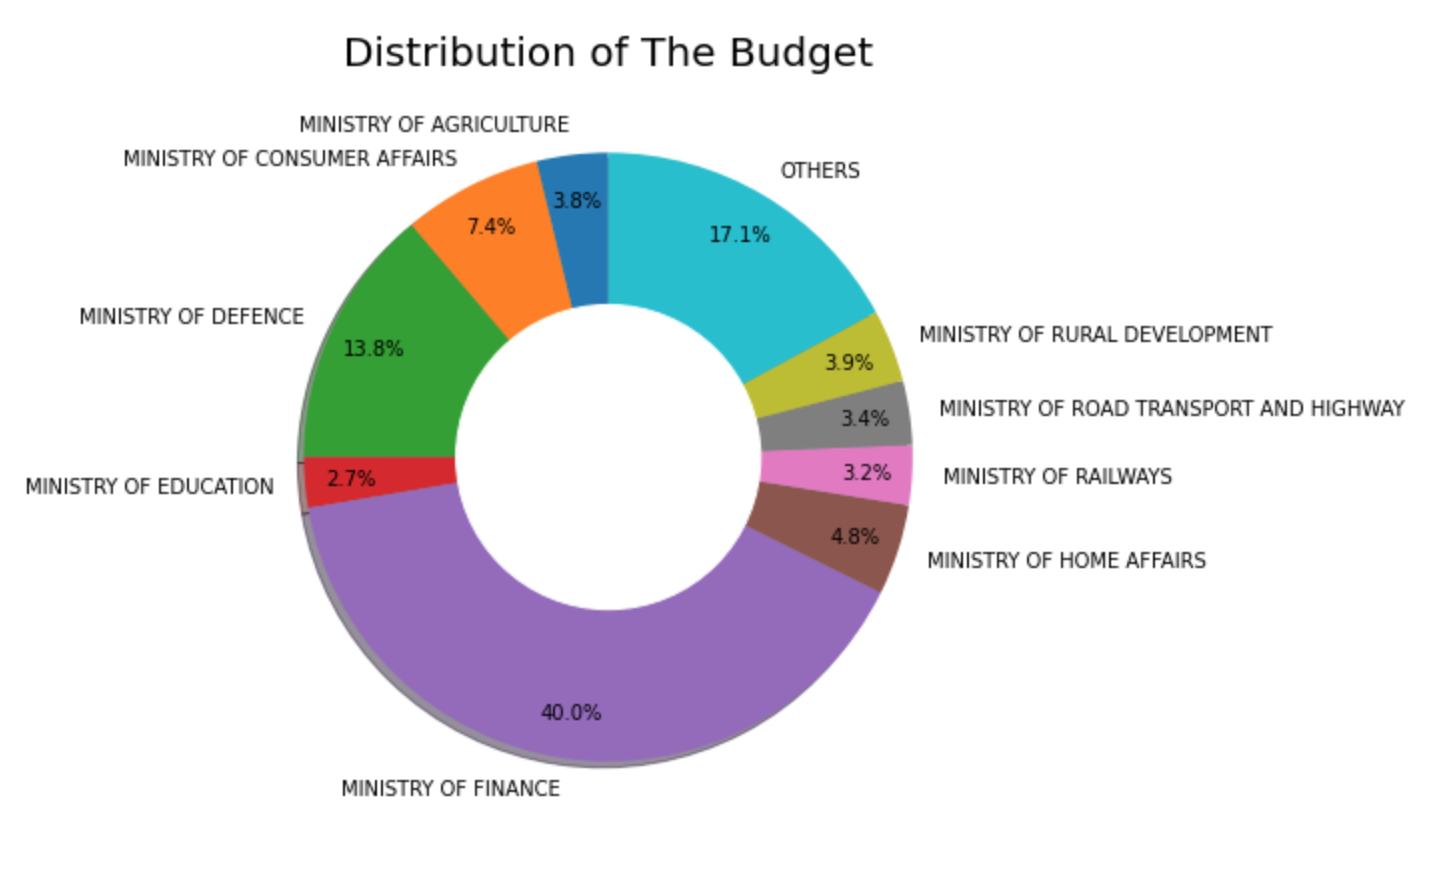 Distribution of The Budget
MINISTRY OF AGRICULTURE
MINISTRY OF CONSUMER AFFAIRS
OTHERS
3.8%
7.4%
17.1%
MINISTRY OF DEFENCE
MINISTRY OF RURAL DEVELOPMENT
13.8%
3.9%
MINISTRY OF ROAD TRANSPORT AND HIGHWAY
3.4%
MINISTRY OF EDUCATION
2.7%
3.2%
MINISTRY OF RAILWAYS
4.8%
MINISTRY OF HOME AFFAIRS
40.0%
MINISTRY OF FINANCE